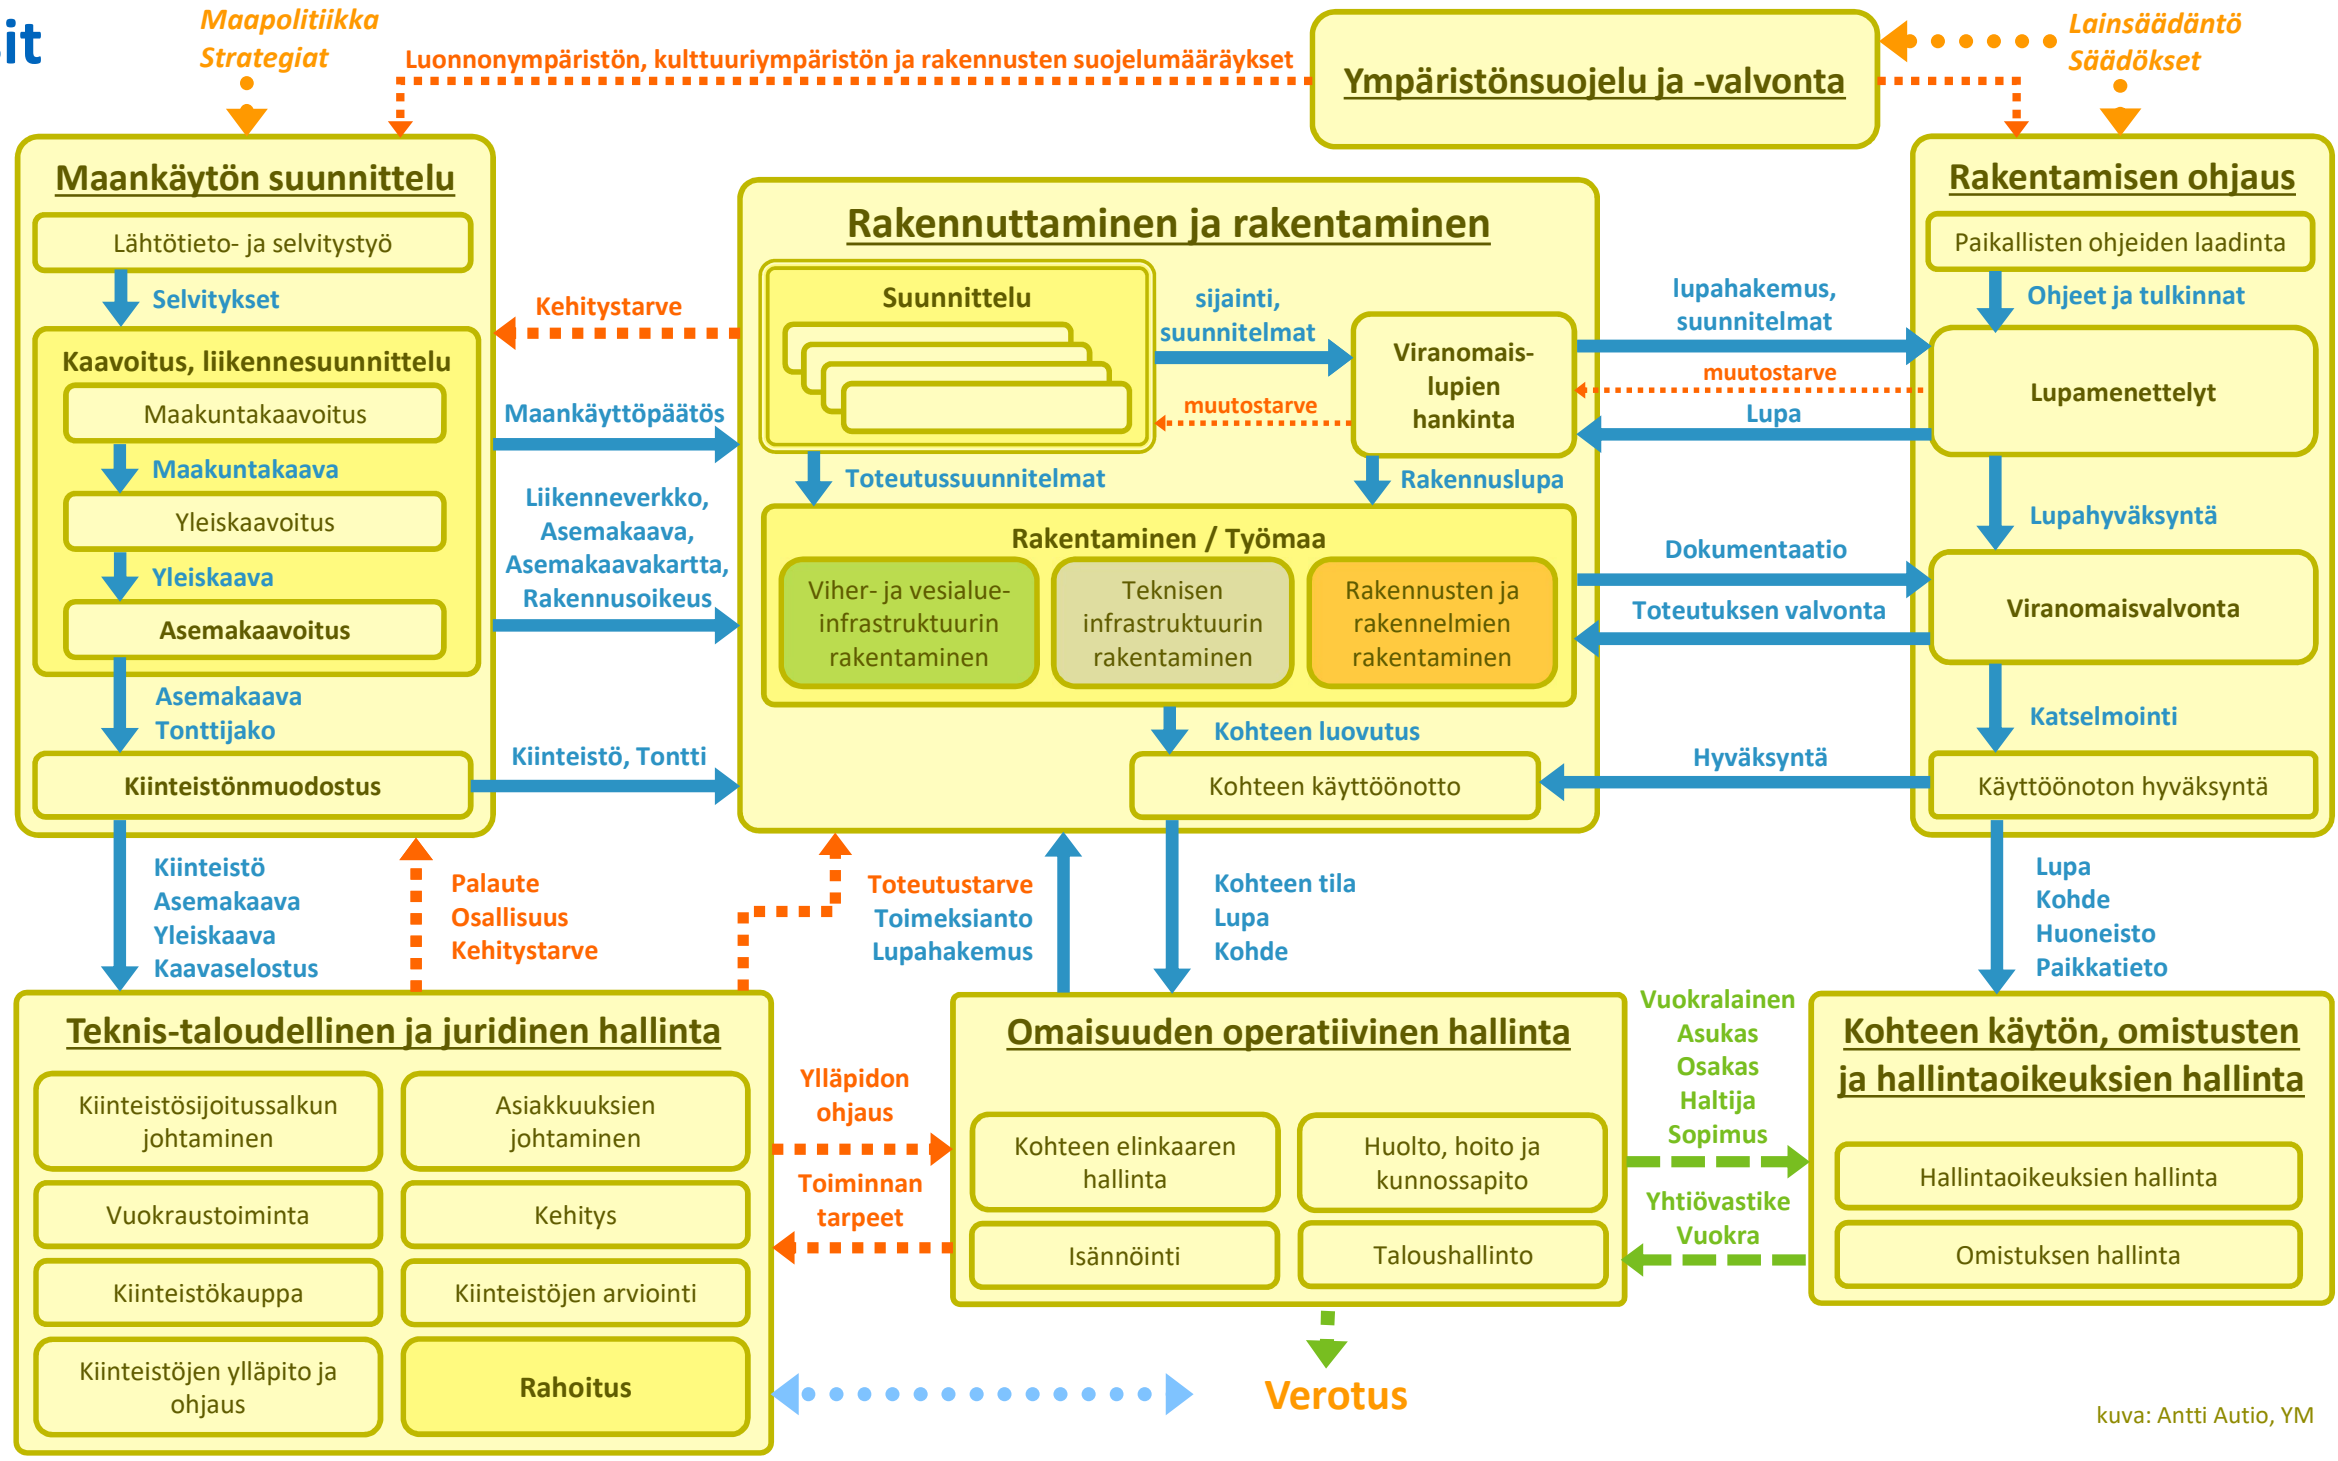 it
Maapolitiikka
Strategiat
Luonnonympäristön, kulttuuriympäristön ja rakennusten suojelumääräykset
Ympäristönsuojelu ja -valvonta
Lainsäädäntö
Säädökset
Maankäytön suunnittelu
Lähtötieto- ja selvitystyö
Selvitykset
Kaavoitus, liikennesuunnittelu
Maakuntakaavoitus
Maakuntakaava
Yleiskaavoitus
Yleiskaava
Asemakaavoitus
Asemakaava
Tonttijako
Kiinteistönmuodostus
Kehitystarve
Maankäyttöpäätös
Liikenneverkko,
Asemakaava,
Asemakaavakartta,
Rakennusoikeus
Kiinteistö, Tontti
Rakennuttaminen ja rakentaminen
Suunnittelu
sijainti,
suunnitelmat
muutostarve
Viranomais-
lupien
hankinta
Toteutussuunnitelmat
Rakennuslupa
Rakentaminen / Työmaa
Viher- ja vesialue-
infrastruktuurin
rakentaminen
Teknisen
infrastruktuurin
rakentaminen
Rakennusten ja
rakennelmien
rakentaminen
Kohteen luovutus
Kohteen käyttöönotto
lupahakemus,
suunnitelmat
muutostarve
Lupa
Dokumentaatio
Toteutuksen valvonta
Hyväksyntä
Rakentamisen ohjaus
Paikallisten ohjeiden laadinta
Ohjeet ja tulkinnat
Lupamenettelyt
Lupahyväksyntä
Viranomaisvalvonta
Katselmointi
Käyttöönoton hyväksyntä
Kiinteistö
Asemakaava
Yleiskaava
Kaavaselostus
Palaute
Osallisuus
Kehitystarve
Toteutustarve
Toimeksianto
Lupahakemus
Kohteen tila
Lupa
Kohde
Lupa
Kohde
Huoneisto
Paikkatieto
Teknis-taloudellinen ja juridinen hallinta
Kiinteistösijoitussalkun
johtaminen
Asiakkuuksien
johtaminen
Vuokraustoiminta
Kehitys
Kiinteistökauppa
Kiinteistöjen arviointi
Kiinteistöjen ylläpito ja
ohjaus
Rahoitus
Ylläpidon
ohjaus
Toiminnan
tarpeet
Omaisuuden operatiivinen hallinta
Kohteen elinkaaren
hallinta
Huolto, hoito ja
kunnossapito
Isännöinti
Taloushallinto
Vuokralainen
Asukas
Osakas
Haltija
Sopimus
Yhtiövastike
Vuokra
Kohteen käytön, omistusten
ja hallintaoikeuksien hallinta
Hallintaoikeuksien hallinta
Omistuksen hallinta
Verotus
kuva: Antti Autio, YM